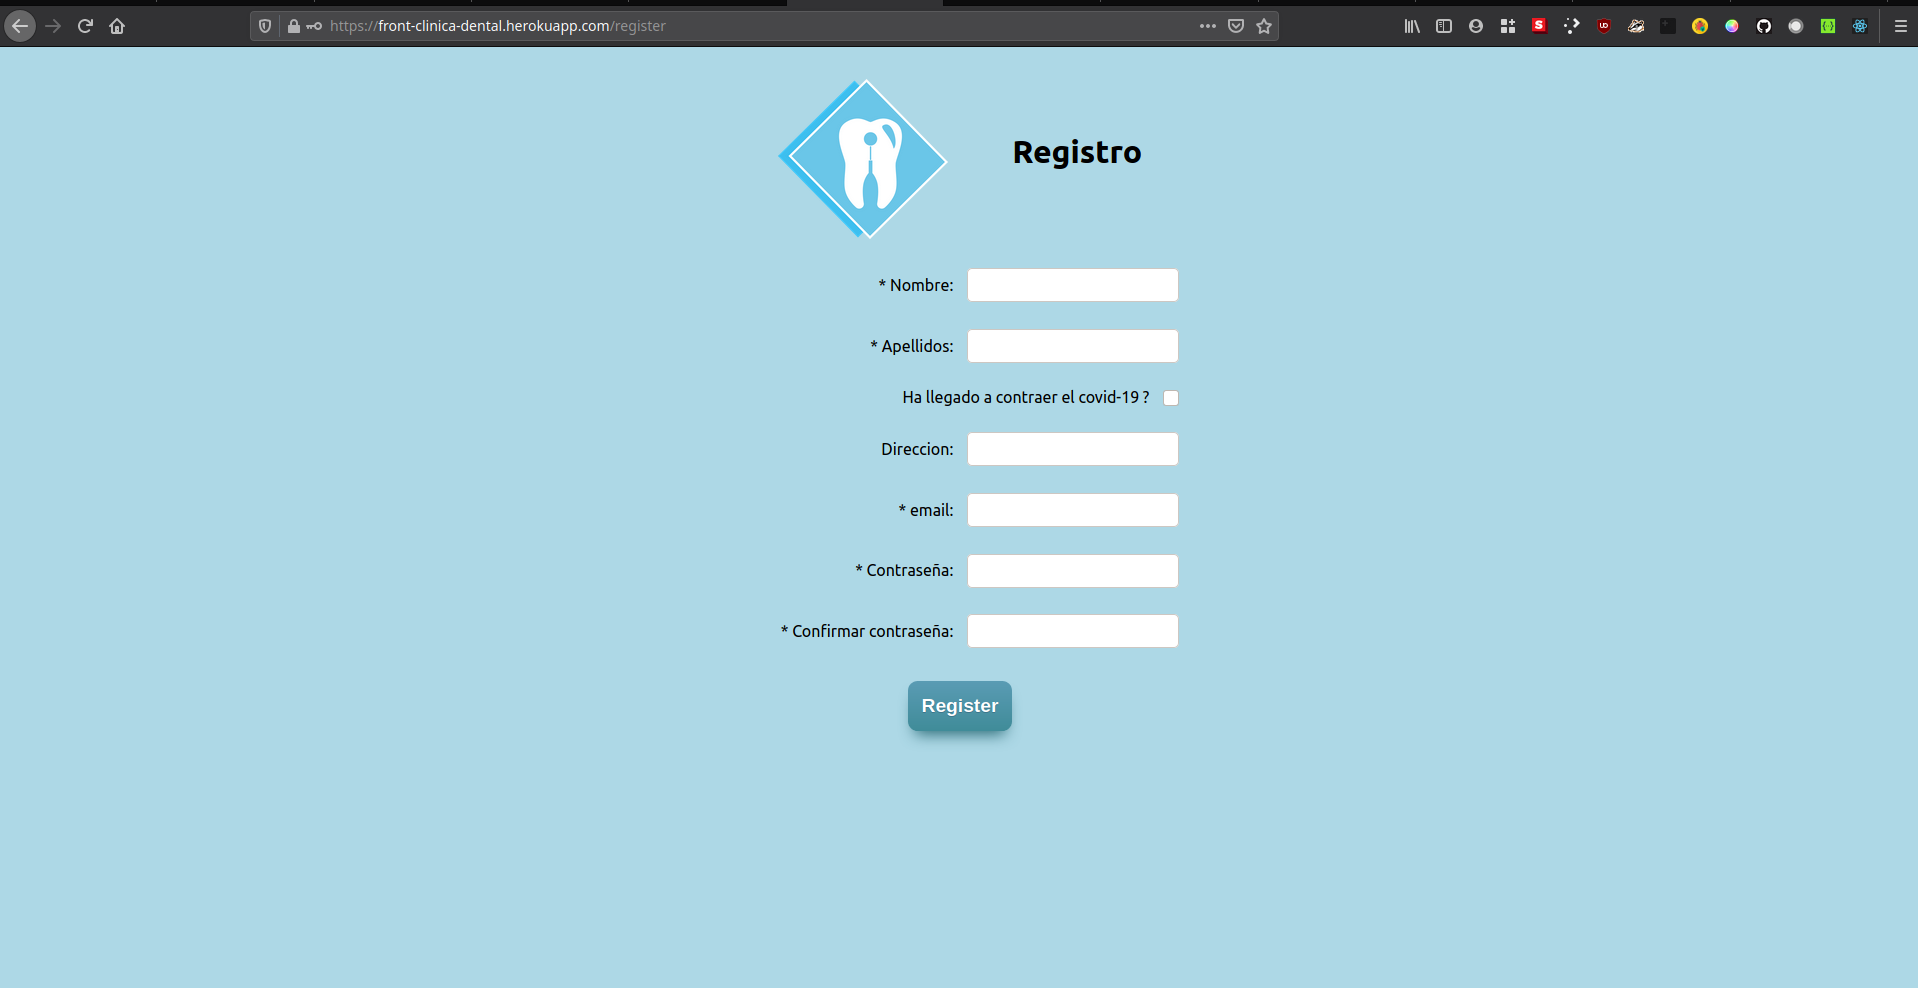 https://front-clinica-dental.herokuapp.com/register
Registro
* Nombre:
* Apellidos:
Ha llegado a contraer el covid-19 ?
Direccion:
* email:
* Contraseña:
* Confirmar contraseña:
Register